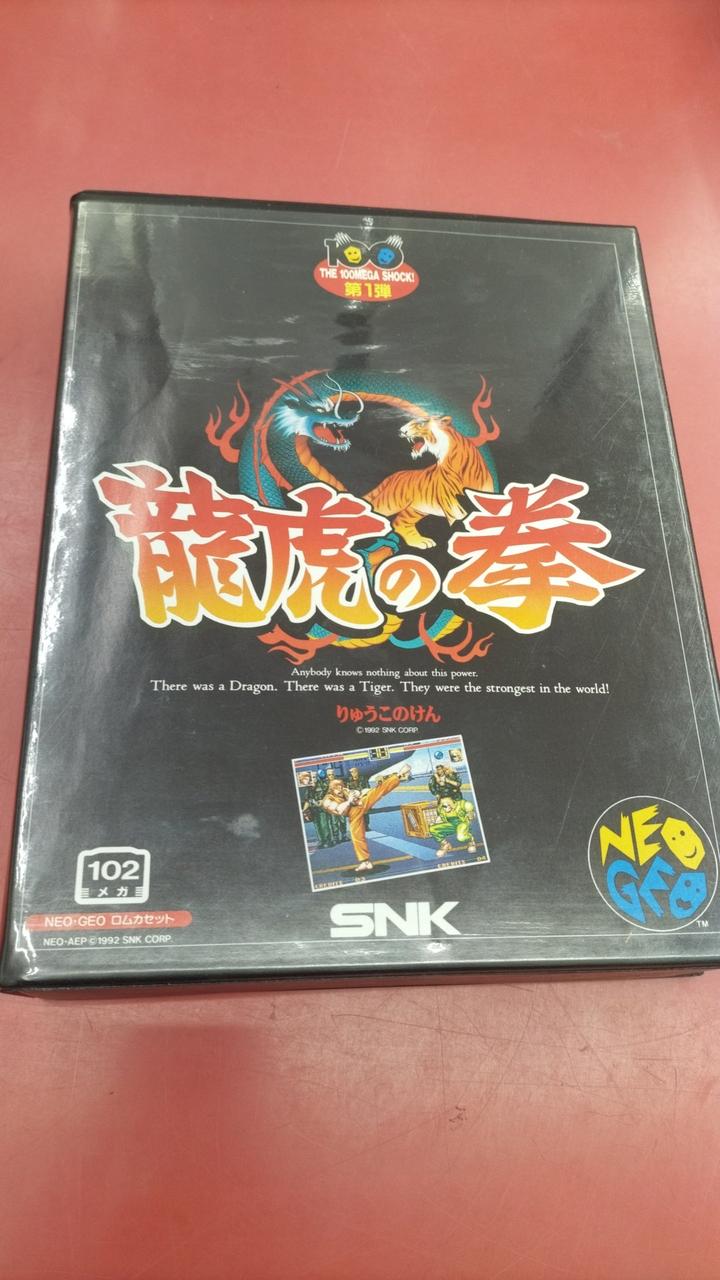 100
THE 100MEGA SHOCK!
第1弾
龍虎の拳
Anybody knows nothing about this power.
There was a Dragon. There was a Tiger. They were the strongest in the world!
りゅうこのけん
©1992 SNK CORP.
102
メガ
NEO・GEO ロムカセット
NEO-AEP ©1992 SNK CORP.
SNK
NEO
GEO
TM